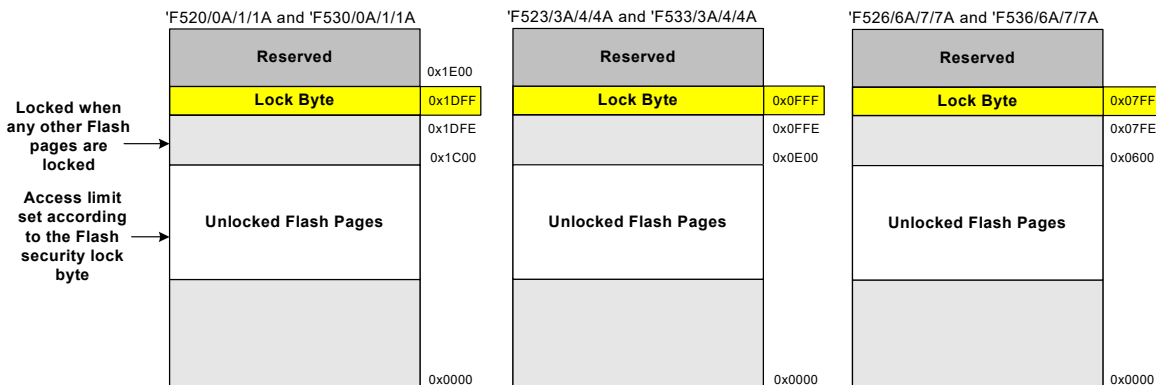 'F520/0A/1/1A and 'F530/0A/1/1A
Reserved
0x1E00
Lock Byte
0x1DFF
0x1DFE
0x1C00
Unlocked Flash Pages
0x0000
Locked when
any other Flash
pages are
locked
Access limit
set according
to the Flash
security lock
byte
'F523/3A/4/4A and 'F533/3A/4/4A
Reserved
Lock Byte
0x0FFF
0x0FFE
0x0E00
Unlocked Flash Pages
0x0000
'F526/6A/7/7A and 'F536/6A/7/7A
Reserved
Lock Byte
0x07FF
0x07FE
0x0600
Unlocked Flash Pages
0x0000